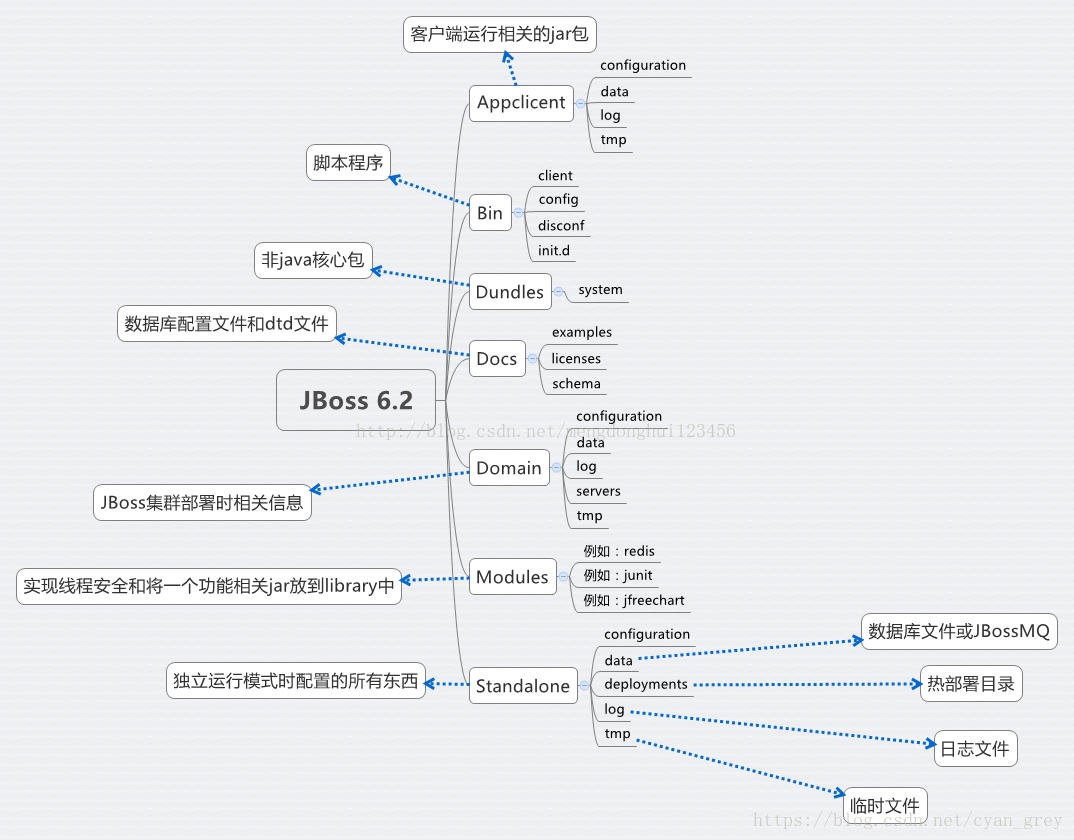 客户端运行相关的jar包
configuration
data
Appclicent
log
tmp
脚本程序
client
config
Bin
disconf
init.d
非java核心包
Dundles
system
数据库配置文件和dtd文件
examples
Docs
licenses
schema
JBoss 6.2
http://blog.csdn.net/mengdonghui123456
configuration
data
Domain
log
servers
tmp
JBoss集群部署时相关信息
例如：redis
Modules
例如：junit
例如：jfreechart
实现线程安全和将一个功能相关jar放到library中
configuration
data
数据库文件或JBossMQ
独立运行模式时配置的所有东西
Standalone
deployments
热部署目录
log
日志文件
tmp
临时文件
https://blog.csdn.net/cyan_grey